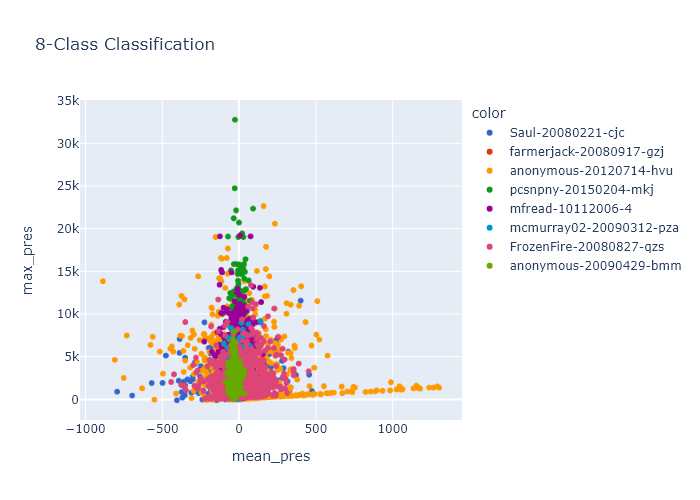 8-Class Classification
35k
30k
25k
20k
15k
10k
5k
0
−1000
−500
0
500
1000
max_pres
mean_pres
color
Saul-20080221-cjc
farmerjack-20080917-gzj
anonymous-20120714-hvu
pcsnpny-20150204-mkj
mfread-10112006-4
mcmurray02-20090312-pza
FrozenFire-20080827-qzs
anonymous-20090429-bmm